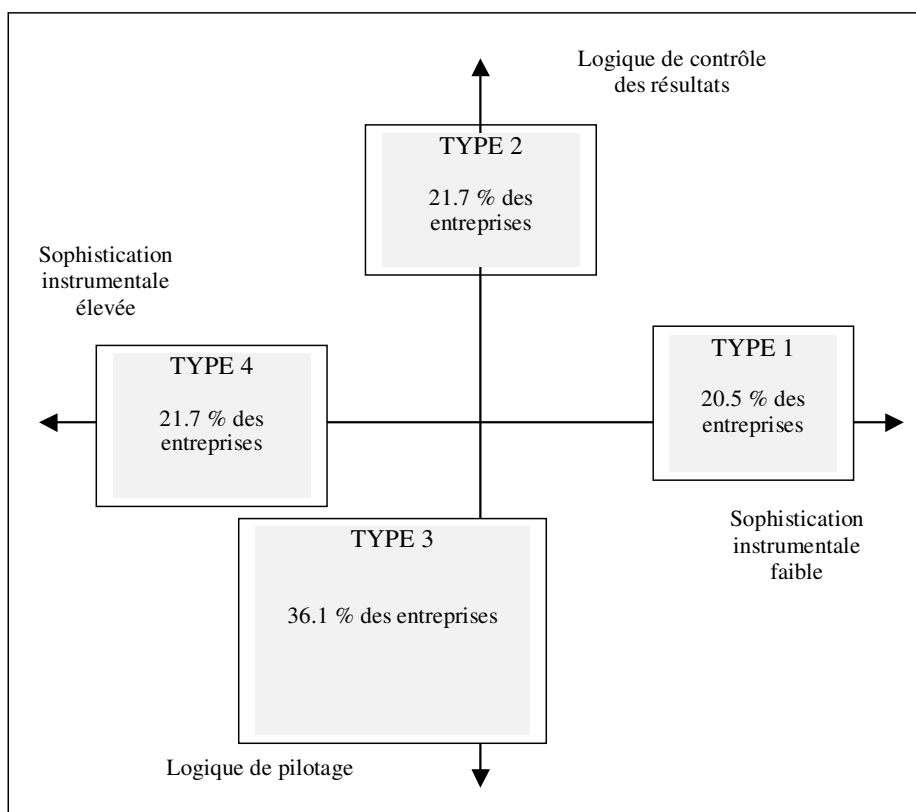 Logique de contrôle
des résultats
TYPE 2
21.7 % des
entreprises
Sophistication
instrumentale
élevée
TYPE 4
21.7 % des
entreprises
TYPE 1
20.5 % des
entreprises
Sophistication
instrumentale
faible
TYPE 3
36.1 % des entreprises
Logique de pilotage